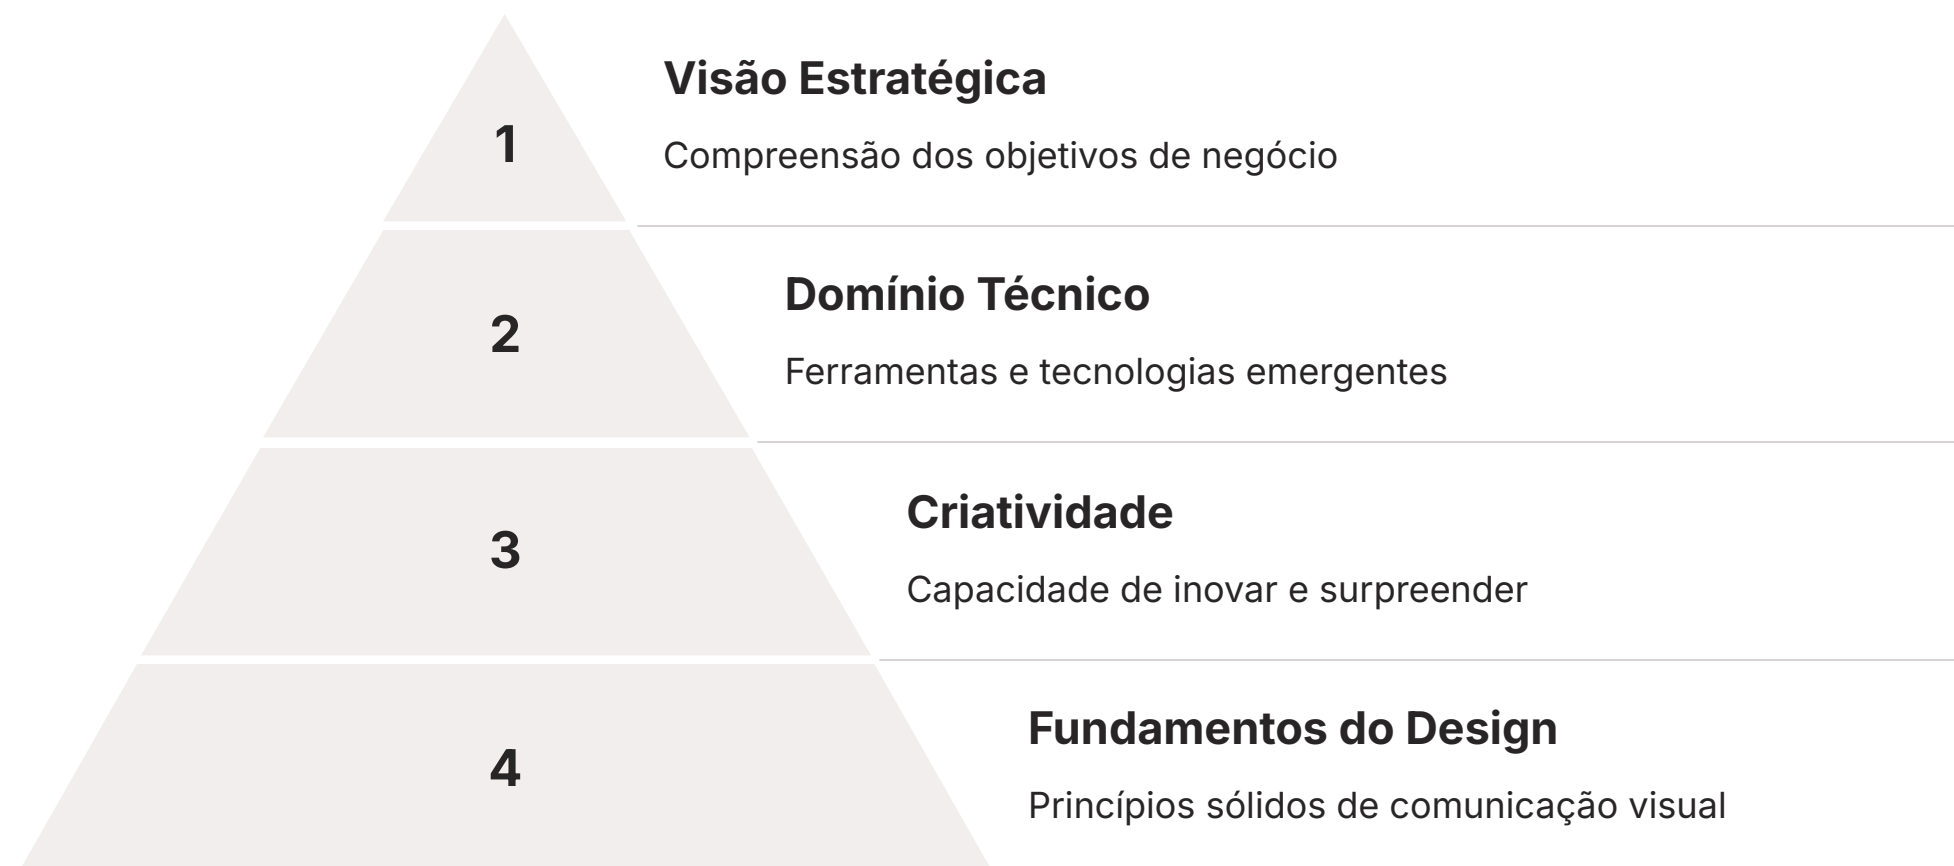 1
Visão Estratégica
Compreensão dos objetivos de negócio
2
Domínio Técnico
Ferramentas e tecnologias emergentes
3
Criatividade
Capacidade de inovar e surpreender
4
Fundamentos do Design
Princípios sólidos de comunicação visual